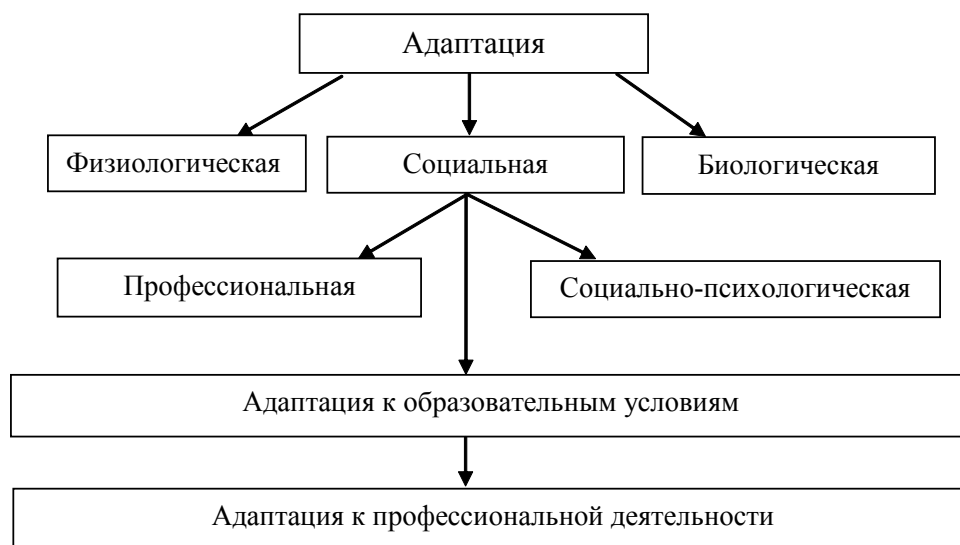 Адаптация
Физиологическая
Социальная
Биологическая
Профессиональная
Социально-психологическая
Адаптация к образовательным условиям
Адаптация к профессиональной деятельности